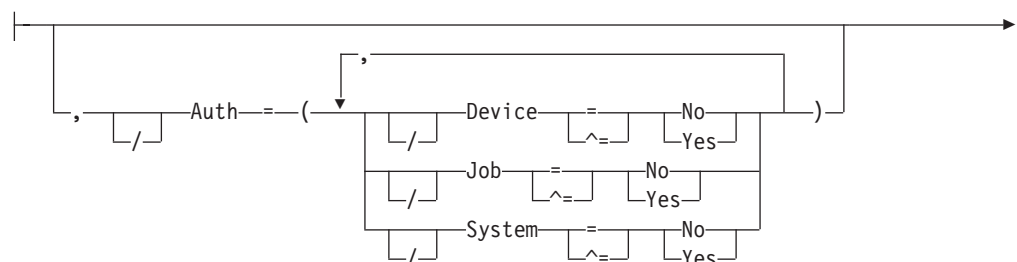 ,
, / Auth = ( / Device = ^= No Yes )
/ Job = ^= No Yes
/ System = ^= No Yes